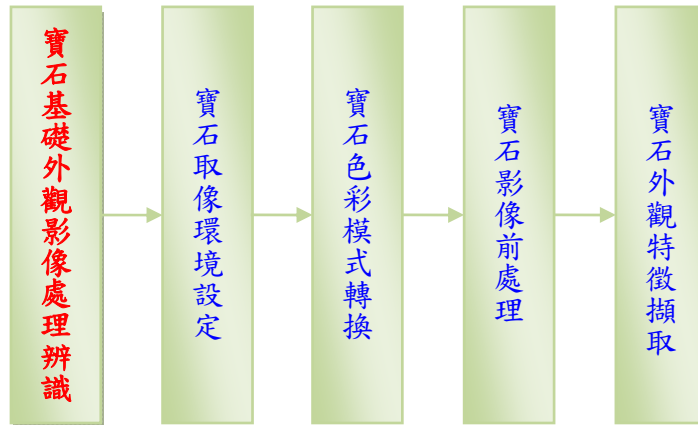 寶石基礎外觀影像處理辨識
寶石取像環境設定
寶石色彩模式轉換
寶石影像前處理
寶石外觀特徵擷取